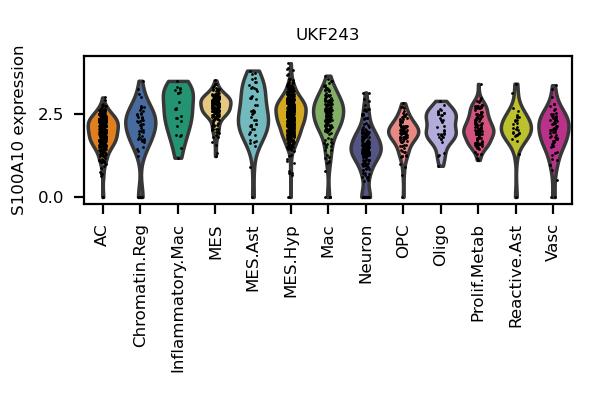 UKF243
S100A10 expression
2.5
0.0
AC
Chromatin.Reg
Inflammatory.Mac
MES
MES.Ast
MES.Hyp
Mac
Neuron
OPC
Oligo
Prolif.Metab
Reactive.Ast
Vasc